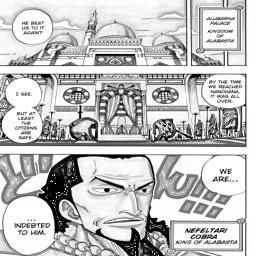 ALUBARNA
PALACE
KINGDOM
OF
ALABASTA
HE BEAT
US TO IT
AGAIN?
BY THE TIME
WE REACHED
NANOHANA,
IT WAS ALL
OVER.
I SEE.
BUT AT
LEAST THE
CITIZENS
ARE SAFE.
WE
ARE...
...
INDEBTED
TO HIM.
NEFELTARI
COBRA
KING OF ALABASTA